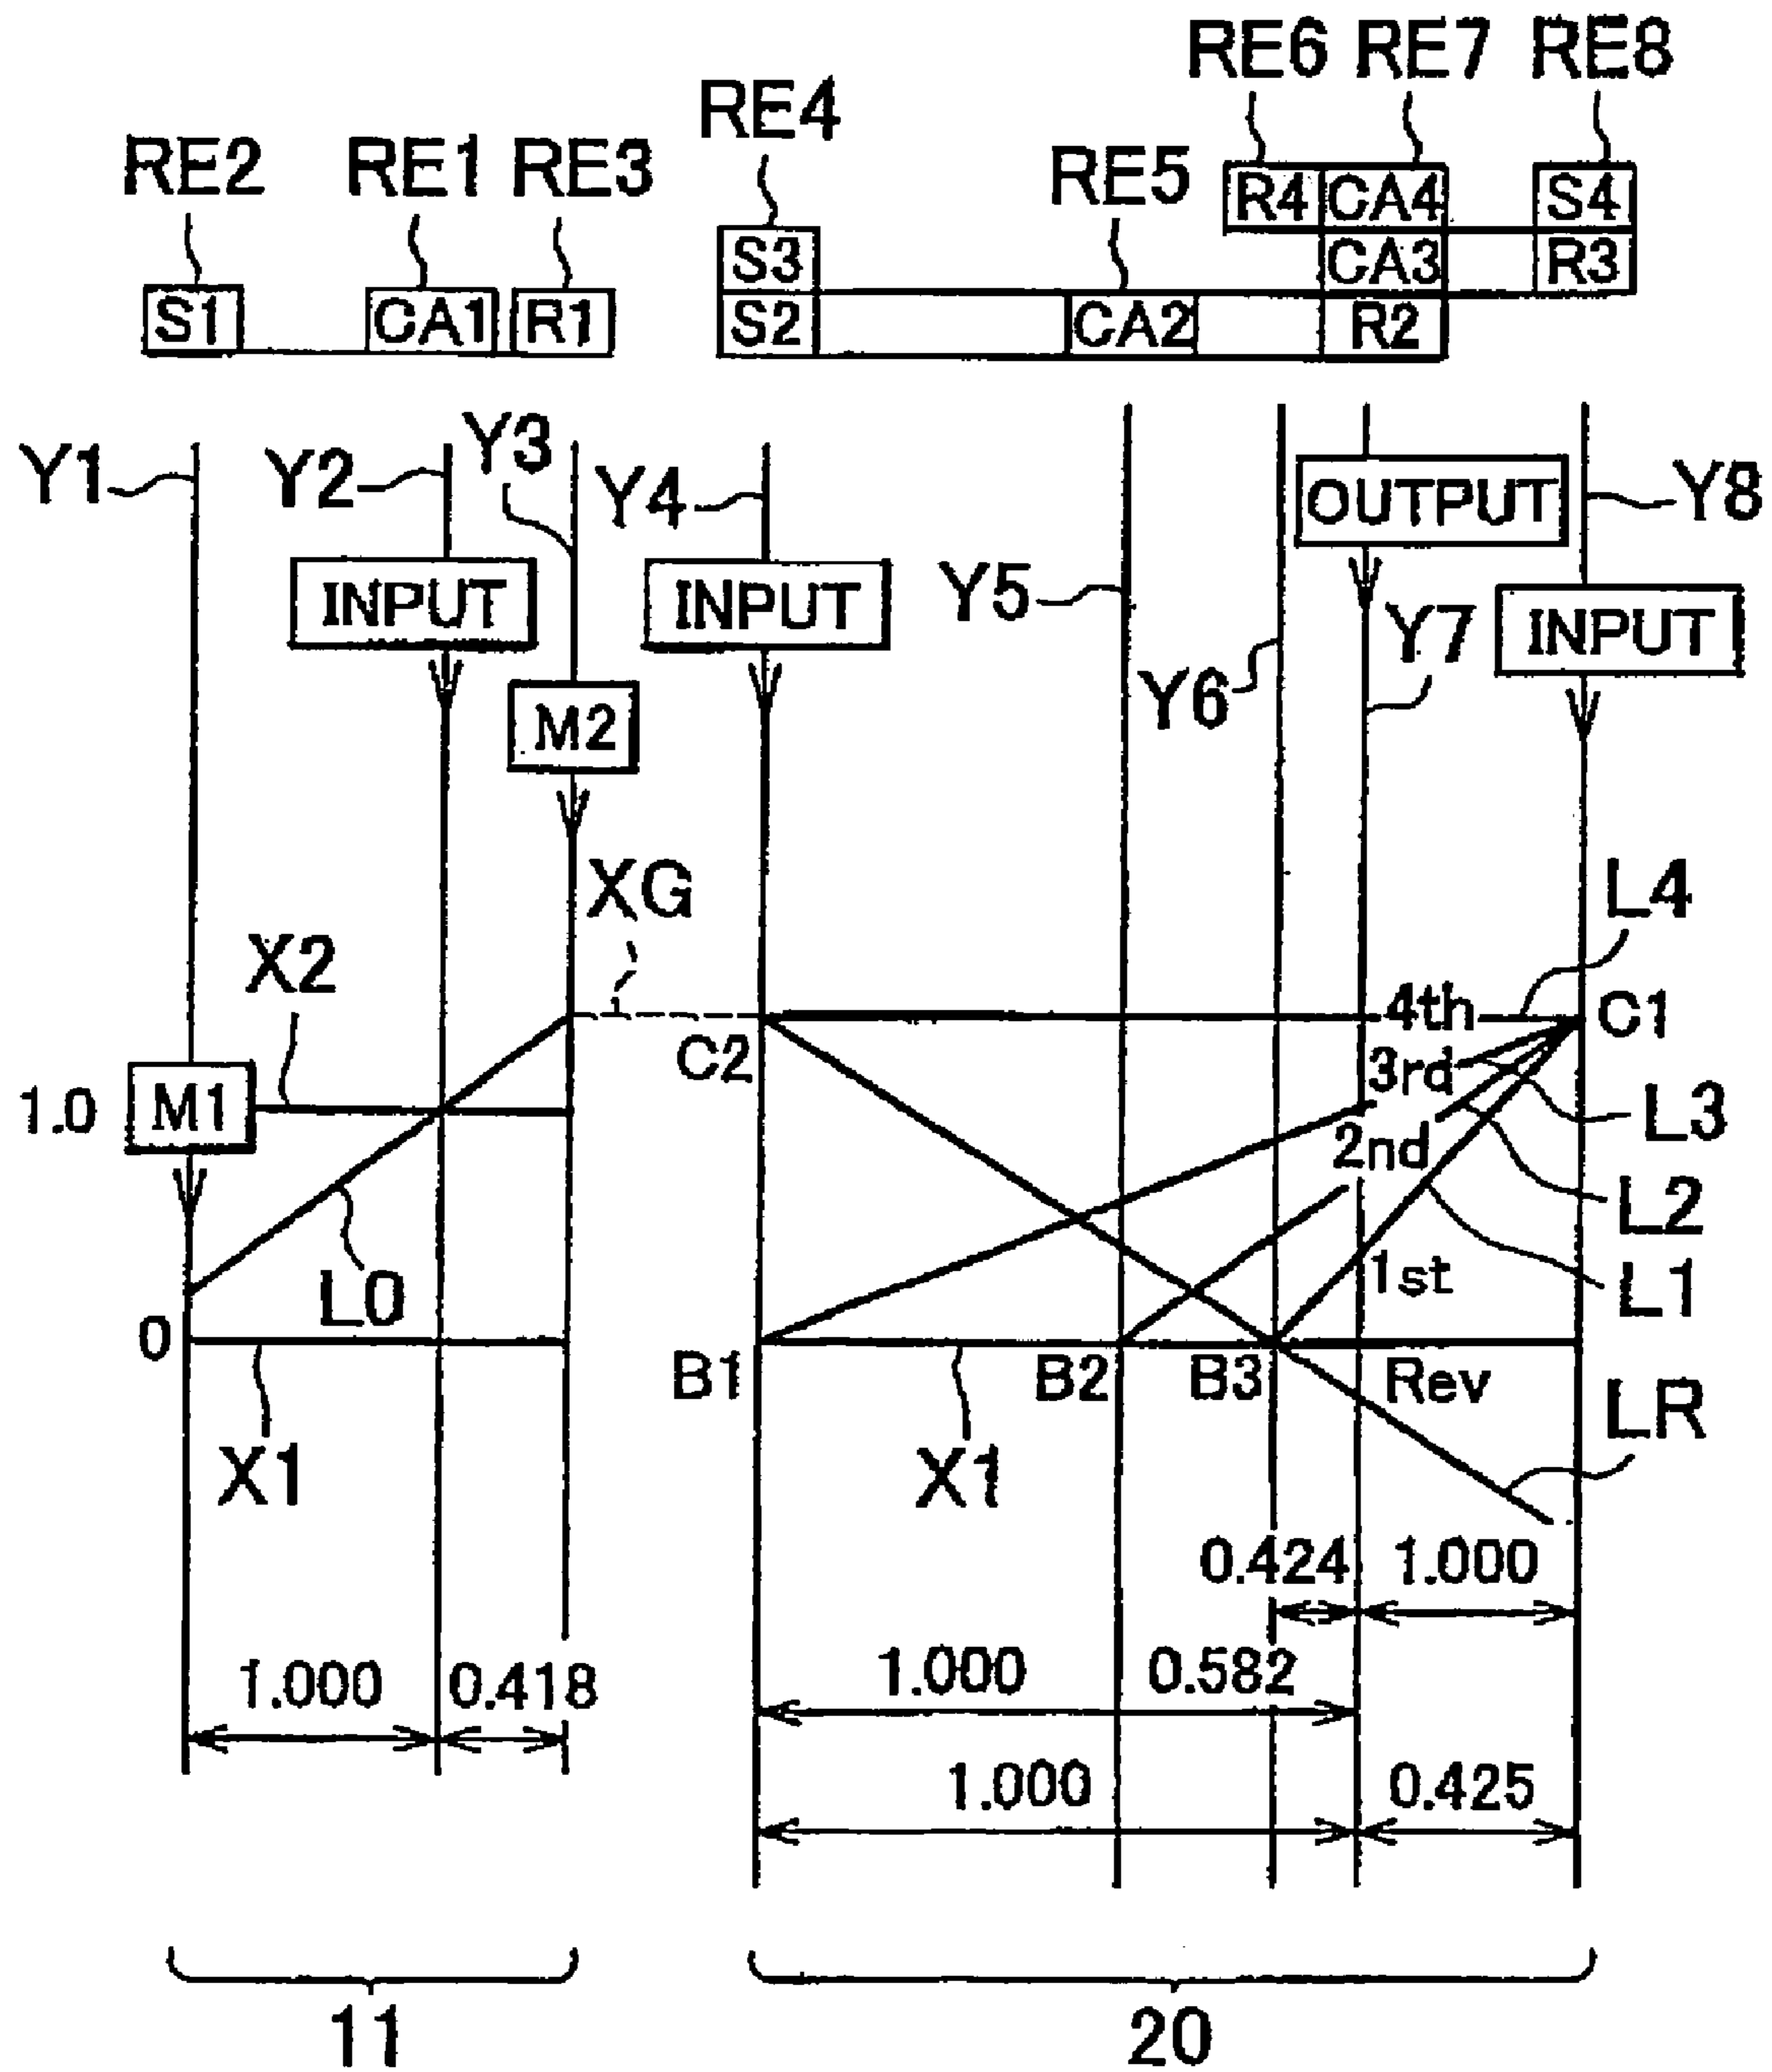 RE6 RE7 RE8
RE4
RE2 RE1 RE3 RE5
R4 CA4 S4
S3 CA3 R3
S1 CA1 R1 S2 CA2 R2
Y1 Y2 Y3 Y4 Y5 Y6 Y7 Y8
OUTPUT
INPUT INPUT INPUT
M2
XG
L4
X2
4th C1
C2 3rd
1.0 M1 L3
2nd
L2
L0 1st L1
0
B1 B2 B3 Rev
LR
X1 X1
0.424 1.000
1.000 0.418 1.000 0.582
1.000 0.425
11 20